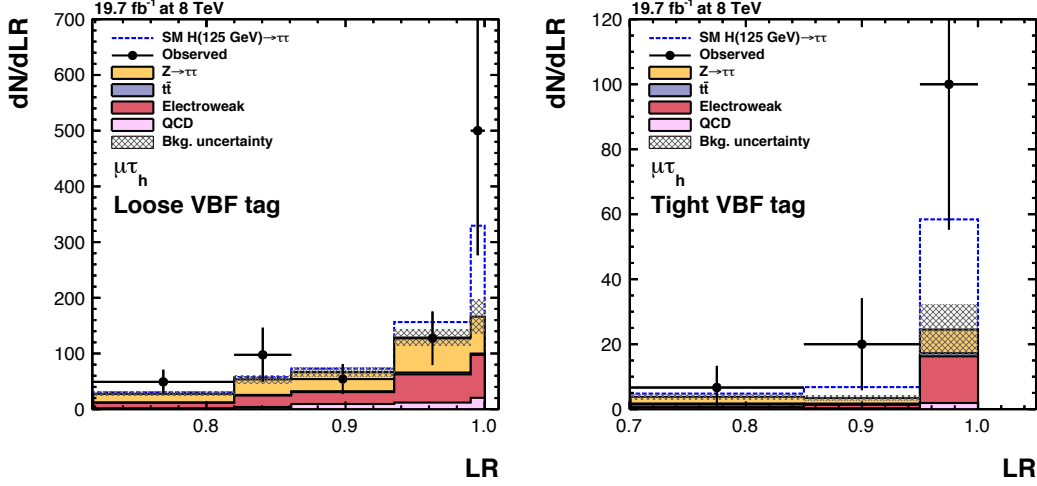 19.7 fb⁻¹ at 8 TeV
dN/dLR
700
600
500
400
300
200
100
0
SM H(125 GeV)→ττ
Observed
Z→ττ
tt̄
Electroweak
QCD
Bkg. uncertainty
μτ_h
Loose VBF tag
0.8
0.9
1.0
LR
19.7 fb⁻¹ at 8 TeV
dN/dLR
120
100
80
60
40
20
0
SM H(125 GeV)→ττ
Observed
Z→ττ
tt̄
Electroweak
QCD
Bkg. uncertainty
μτ_h
Tight VBF tag
0.7
0.8
0.9
1.0
LR